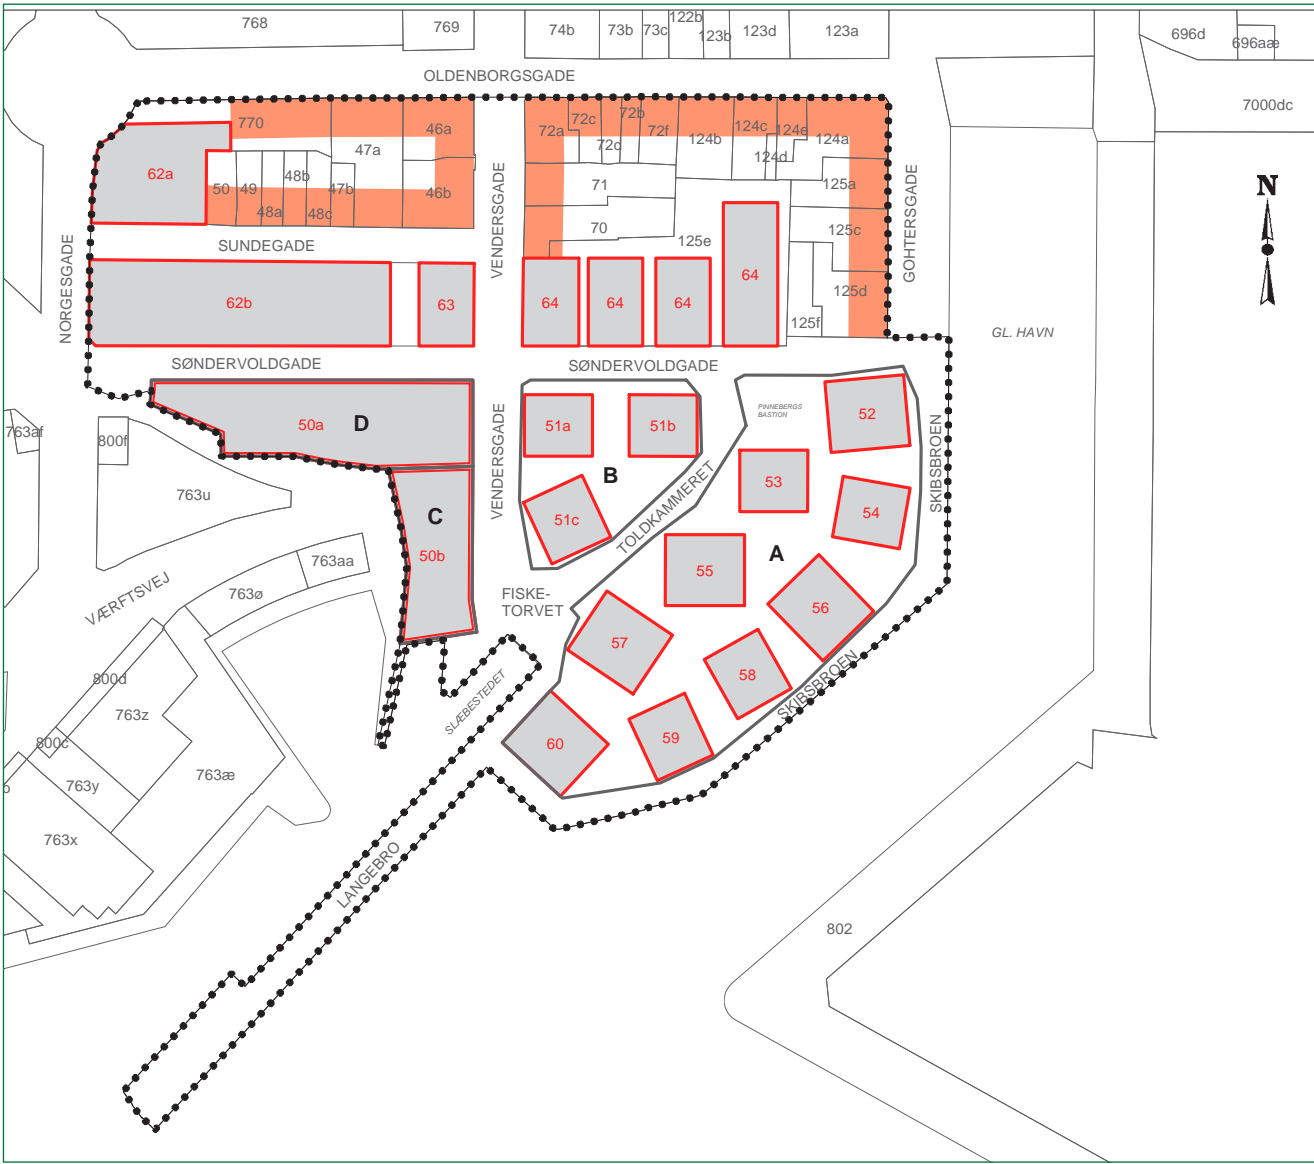 768
769
74b
73b
73c
122b
123b
123d
123a
696d
696aæ
7000dc
OLDENBORGSGADE
770
47a
46a
72a
72c
72d
72b
72f
124b
124c
124d
124e
124a
62a
50
49
48a
48b
48c
47b
46b
71
125a
N
SUNDEGADE
VENDERSGADE
70
125e
125c
GOHTERSGADE
NORGESGADE
62b
63
64
64
64
64
125f
125d
GL. HAVN
SØNDERVOLDGADE
SØNDERVOLDGADE
763af
800f
50a
D
VENDERSGADE
51a
51b
PINNEBERGS
BASTION
52
SKIBSBROEN
763u
C
B
51c
TOLDKAMMERET
53
54
50b
A
55
56
763aa
763ø
VÆRFTSVEJ
FISKE-
TORVET
57
58
SKIBSBROEN
800d
763z
SLÆBESTEDET
60
59
800c
763y
763æ
763x
LANGEBRO
802